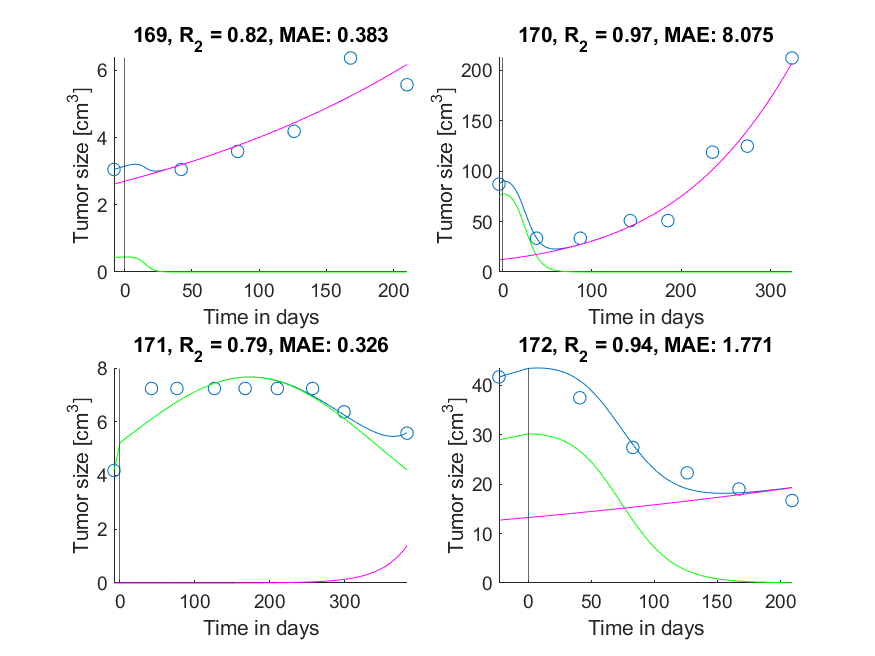 169, R2 = 0.82, MAE: 0.383
Tumor size [cm3]
6
4
2
0
0 50 100 150 200
Time in days
170, R2 = 0.97, MAE: 8.075
Tumor size [cm3]
200
150
100
50
0
0 100 200 300
Time in days
171, R2 = 0.79, MAE: 0.326
Tumor size [cm3]
8
6
4
2
0
0 100 200 300
Time in days
172, R2 = 0.94, MAE: 1.771
Tumor size [cm3]
40
30
20
10
0
0 50 100 150 200
Time in days